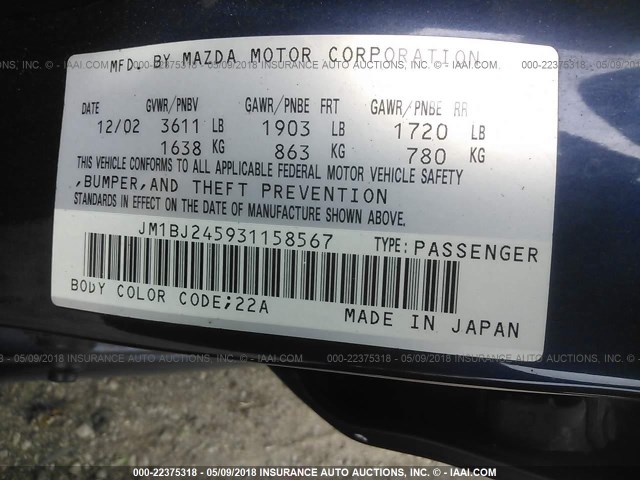 MFD. BY MAZDA MOTOR CORPORATION
DATE GVWR/PNBV GAWR/PNBE FRT GAWR/PNBE RR
12/02 3611 LB 1903 LB 1720 LB
1638 KG 863 KG 780 KG
THIS VEHICLE CONFORMS TO ALL APPLICABLE FEDERAL MOTOR VEHICLE SAFETY
,BUMPER,AND THEFT PREVENTION
STANDARDS IN EFFECT ON THE DATE OF MANUFACTURE SHOWN ABOVE.
JM1BJ245931158567 TYPE: PASSENGER
BODY COLOR CODE;22A MADE IN JAPAN
000-22375318 - 05/09/2018 INSURANCE AUTO AUCTIONS, INC. - © IAAI.COM